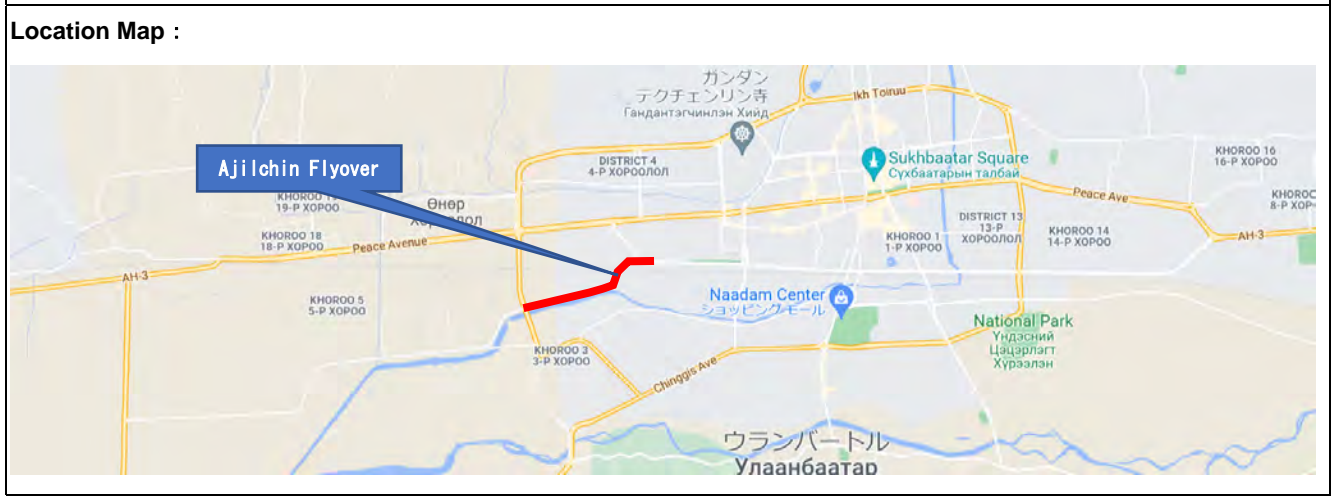 Location Map :
ガンダン
テクチェンリン寺
Гандантэгчинлэн Хийд
Ikh Toiruu
Ajilchin Flyover
DISTRICT 4
4-Р ХОРООЛОЛ
Sukhbaatar Square
Сүхбаатарын талбай
KHOROO 16
16-Р ХОРОО
KHOROO
19-Р ХОРОО
Өнөр
Peace Ave
KHOROO
8-Р ХОР
KHOROO 18
18-Р ХОРОО
Peace Avenue
DISTRICT 13
13-Р
ХОРООЛОЛ
KHOROO 1
1-Р ХОРОО
KHOROO 14
14-Р ХОРОО
AH-3
AH-3
KHOROO 5
5-Р ХОРОО
Naadam Center
ショッピングモール
National Park
Үндэсний
Цэцэрлэгт
Хүрээлэн
KHOROO 3
3-Р ХОРОО
Chinggis Ave
ウランバートル
Улаанбаатар